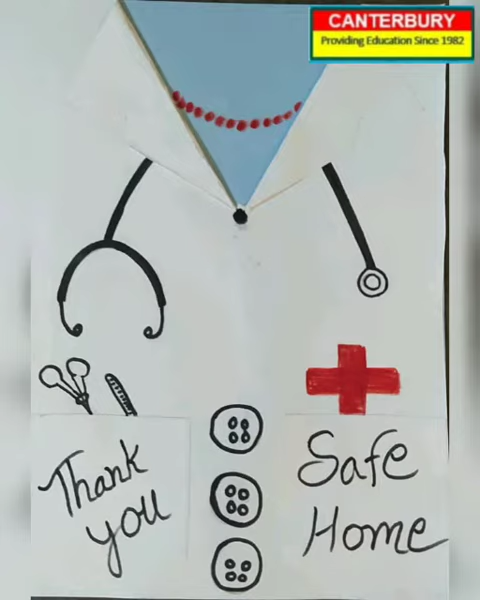 CANTERBURY
Providing Education Since 1982
Thank
you
Safe
Home